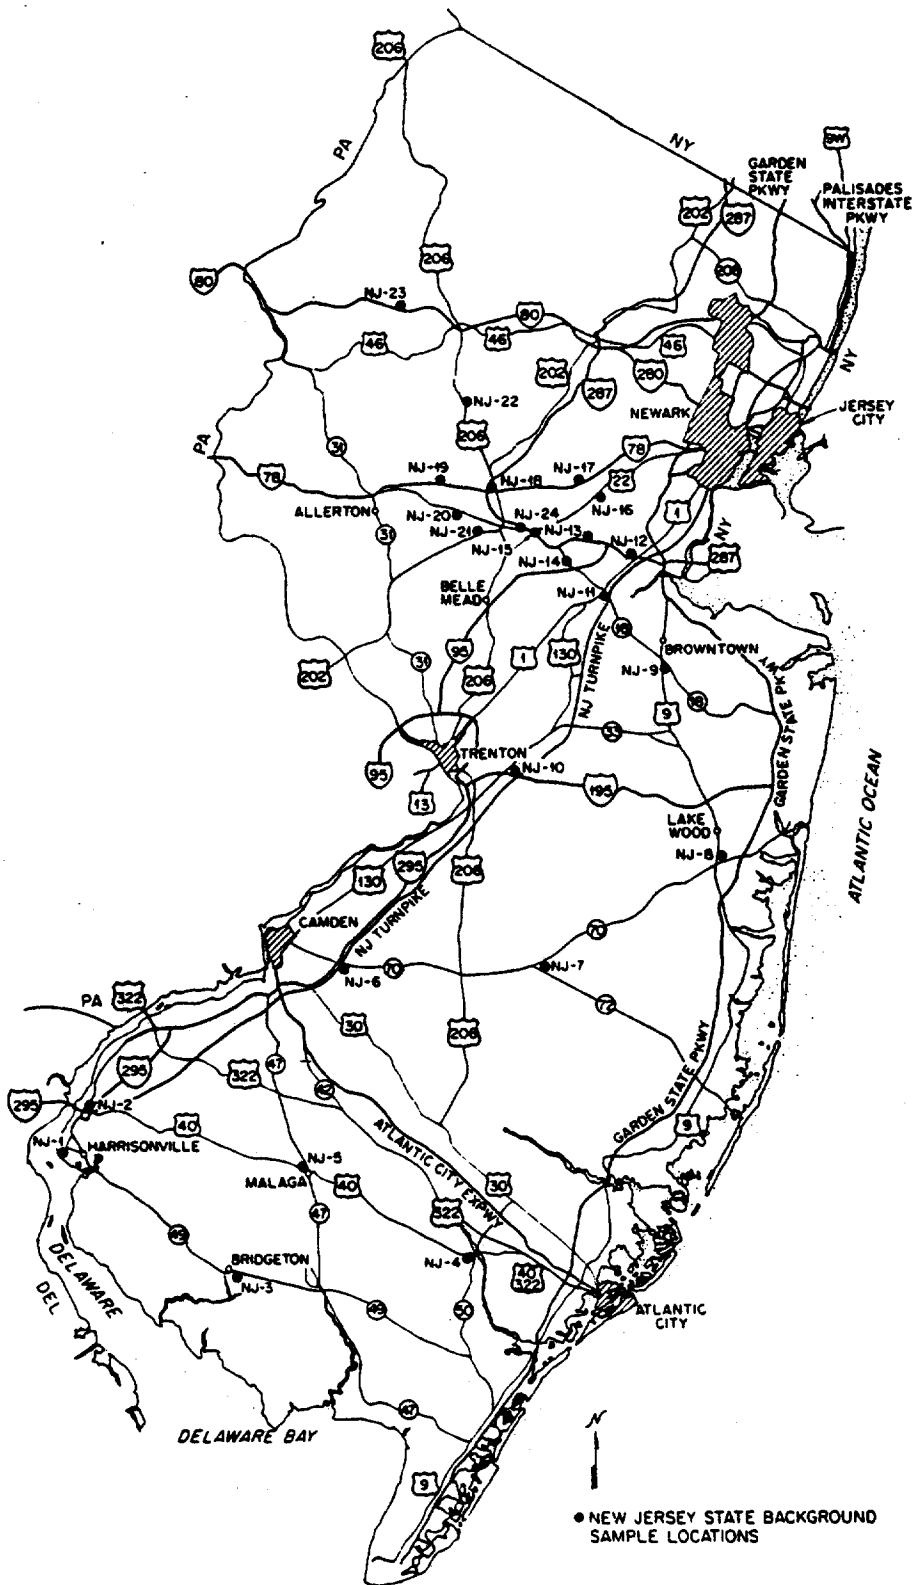 206
PA
NY
9W
GARDEN
STATE
PKWY
PALISADES
INTERSTATE
PKWY
202
287
206
208
80
NJ-23
80
46
46
46
NY
202
287
280
NJ-22
NEWARK
JERSEY
CITY
206
PA
31
78
NJ-19
NJ-18
NJ-17
78
22
ALLERTON
NJ-20
NJ-24
NJ-16
1
NJ-21
NJ-13
NY
31
NJ-15
NJ-12
NJ-14
287
BELLE
MEAD
NJ-11
18
95
1
130
BROWNTOWN
31
202
206
NJ TURNPIKE
NJ-9
GARDEN STATE PKWY
9
18
33
TRENTON
95
NJ-10
13
195
ATLANTIC OCEAN
LAKE
WOOD
NJ-8
295
130
206
NJ TURNPIKE
CAMDEN
70
NJ-6
70
NJ-7
PA
322
72
30
206
47
295
322
42
GARDEN STATE PKWY
295
NJ-2
9
40
ATLANTIC CITY EXPWY
NJ-1
HARRISONVILLE
NJ-5
MALAGA
40
30
47
322
49
DELAWARE
DEL
BRIDGETON
NJ-4
NJ-3
40
322
49
50
ATLANTIC
CITY
47
DELAWARE BAY
N
9
NEW JERSEY STATE BACKGROUND
SAMPLE LOCATIONS